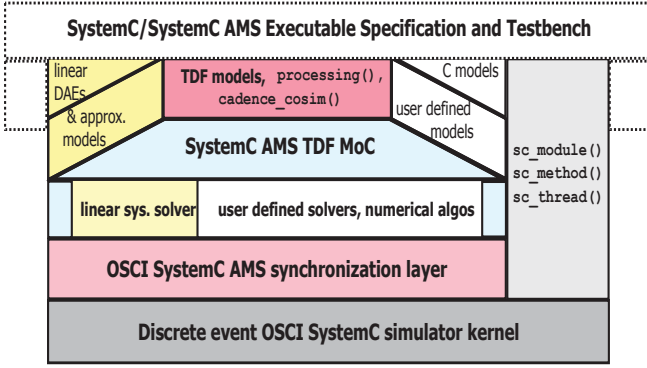 SystemC/SystemC AMS Executable Specification and Testbench
linear
DAEs
& approx.
models
TDF models, processing(),
cadence_cosim()
C models
user defined
models
SystemC AMS TDF MoC
sc_module()
sc_method()
sc_thread()
linear sys. solver
user defined solvers, numerical algos
OSCI SystemC AMS synchronization layer
Discrete event OSCI SystemC simulator kernel